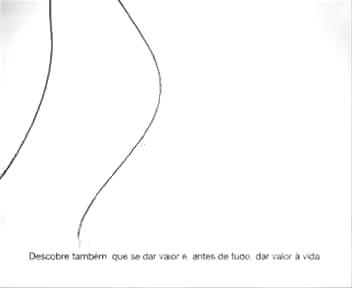 Descobre também que se dar valor é, antes de tudo, dar valor à vida